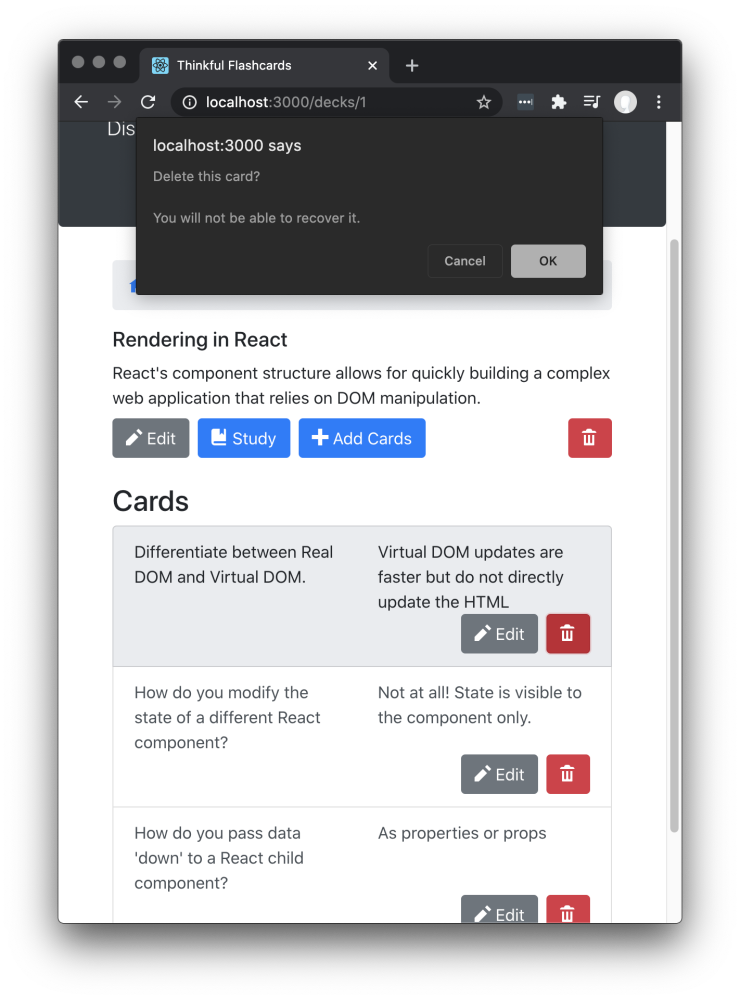 Thinkful Flashcards
localhost:3000/decks/1
Dis
localhost:3000 says
Delete this card?
You will not be able to recover it.
Cancel
OK
Rendering in React
React's component structure allows for quickly building a complex
web application that relies on DOM manipulation.
Edit
Study
Add Cards
Cards
Differentiate between Real
DOM and Virtual DOM.
Virtual DOM updates are
faster but do not directly
update the HTML
Edit
How do you modify the
state of a different React
component?
Not at all! State is visible to
the component only.
Edit
How do you pass data
'down' to a React child
component?
As properties or props
Edit